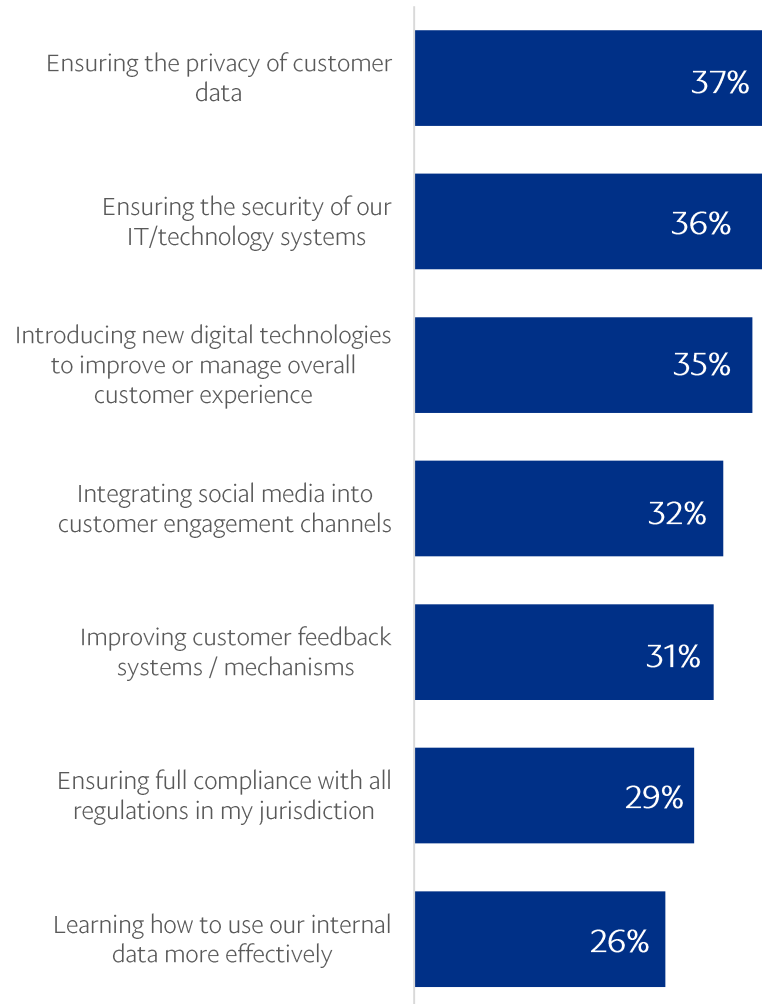 Ensuring the privacy of customer
data
37%
Ensuring the security of our
IT/technology systems
36%
Introducing new digital technologies
to improve or manage overall
customer experience
35%
Integrating social media into
customer engagement channels
32%
Improving customer feedback
systems / mechanisms
31%
Ensuring full compliance with all
regulations in my jurisdiction
29%
Learning how to use our internal
data more effectively
26%